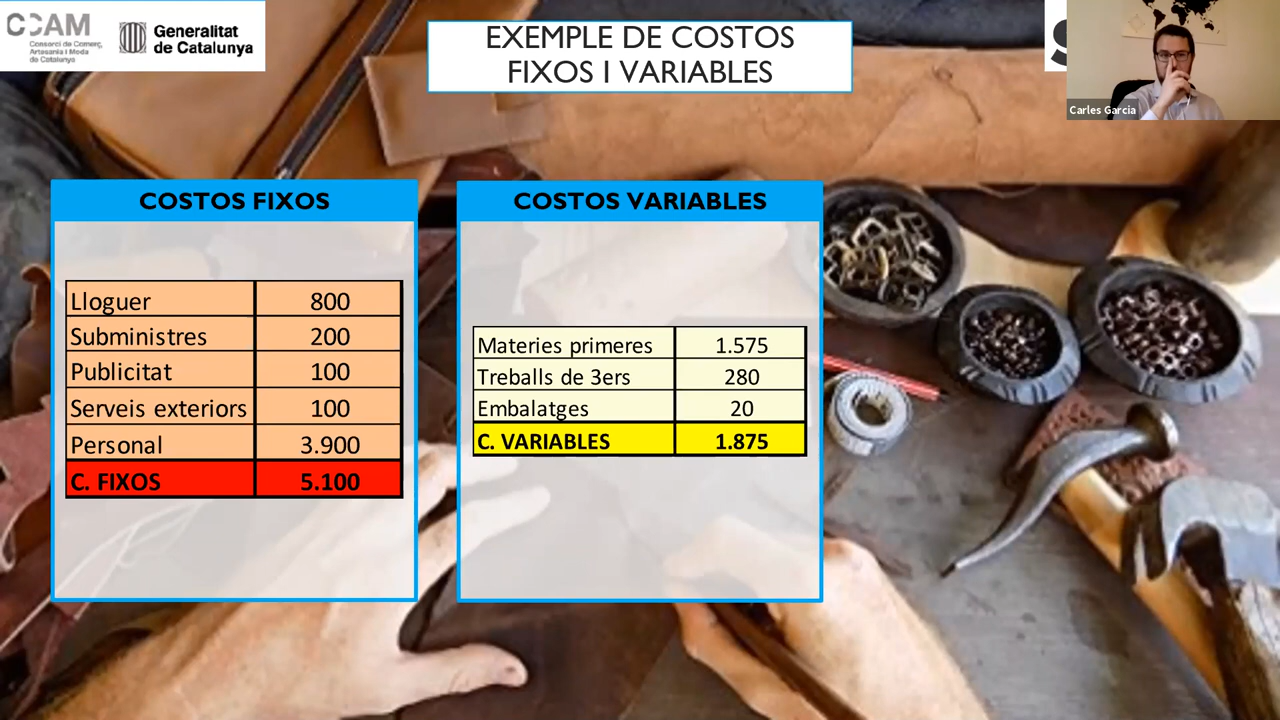 CCAM
Consorci de Comerç,
Artesania i Moda
de Catalunya
Generalitat
de Catalunya
EXEMPLE DE COSTOS
FIXOS I VARIABLES
Carles Garcia
COSTOS FIXOS
Lloguer 800
Subministres 200
Publicitat 100
Serveis exteriors 100
Personal 3.900
C. FIXOS 5.100
COSTOS VARIABLES
Materies primeres 1.575
Treballs de 3ers 280
Embalatges 20
C. VARIABLES 1.875